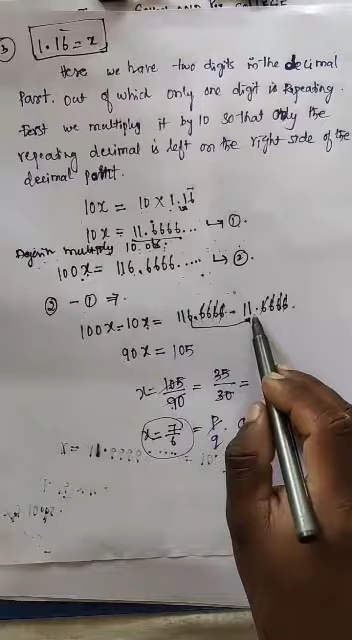 3 1.16̅ = x
Here we have two digits in the decimal
Part. out of which only one digit is Repeating.
First we multiply it by 10 so that only the
repeating decimal is left on the right side of the
decimal point.
10x = 10 × 1.16̅
10x = 11.6666... → ①.
Again multiply 10 on
100x = 116.6666..... → ②.
② - ① ⇒
100x - 10x = 116.6666 - 11.6666.
90x = 105
x = 105/90 = 35/30 =
x = 7/6 = p/q.